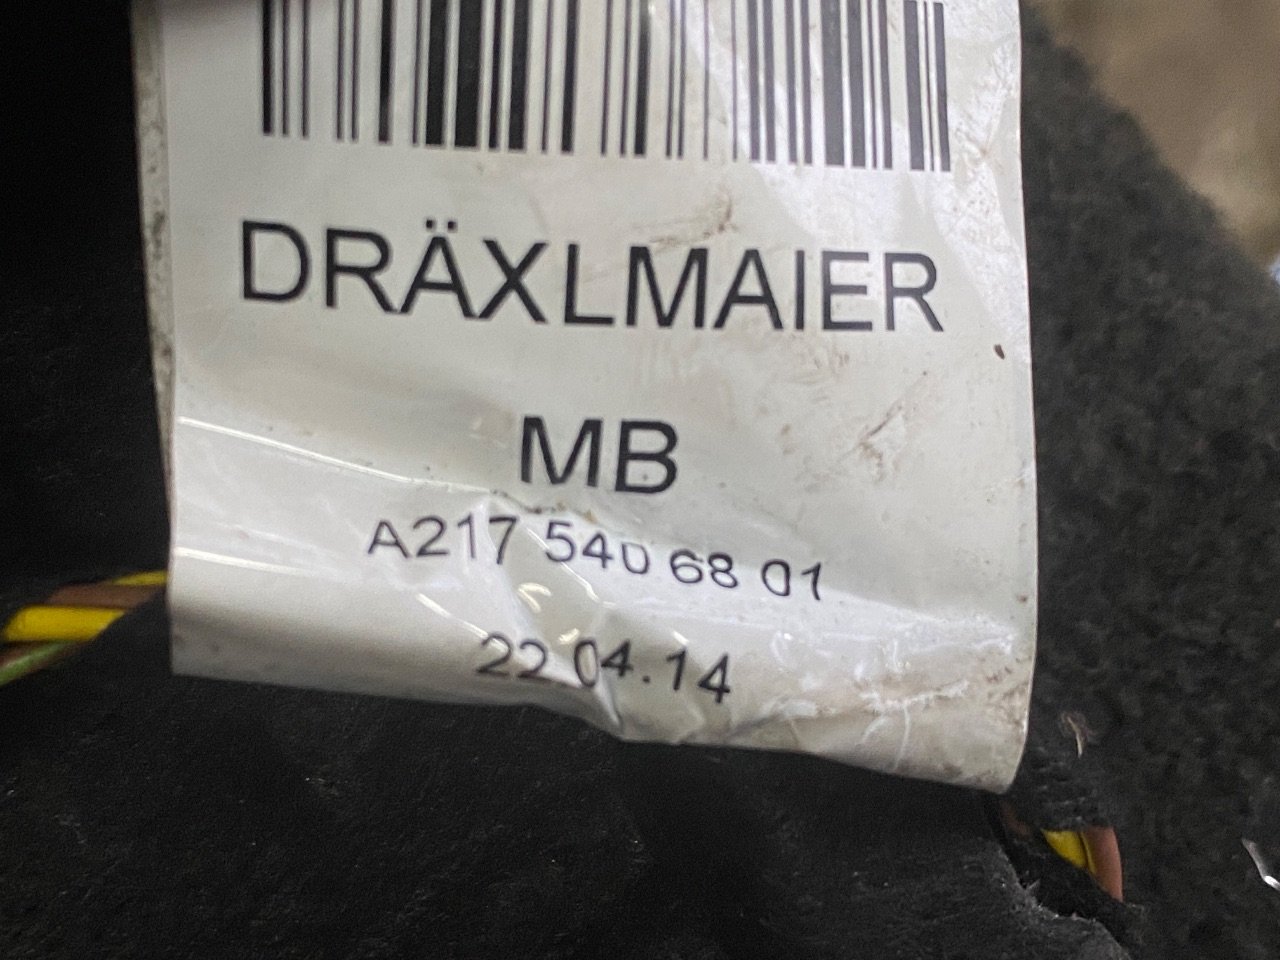 DRÄXLMAIER
MB
A217 540 68 01
22.04.14